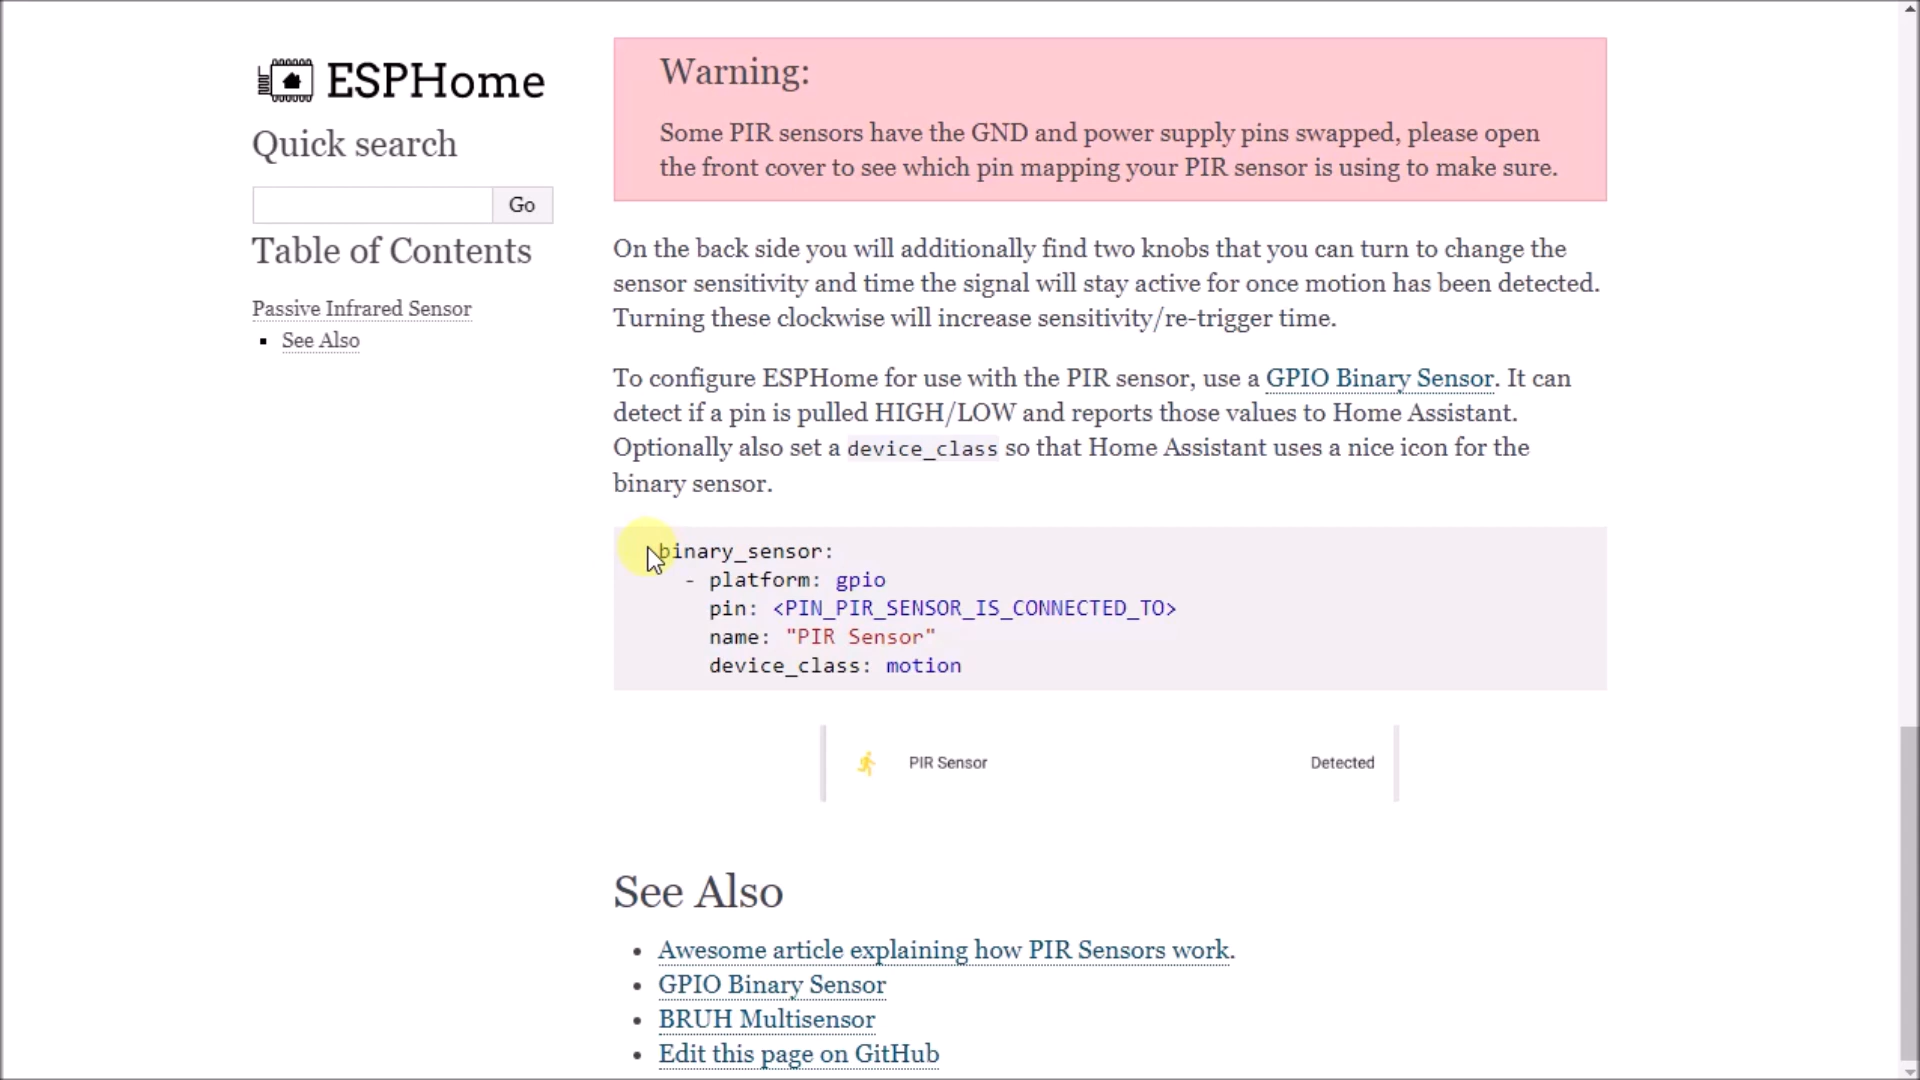 ESPHome
Quick search
Go
Table of Contents
Passive Infrared Sensor
See Also
Warning:
Some PIR sensors have the GND and power supply pins swapped, please open
the front cover to see which pin mapping your PIR sensor is using to make sure.
On the back side you will additionally find two knobs that you can turn to change the
sensor sensitivity and time the signal will stay active for once motion has been detected.
Turning these clockwise will increase sensitivity/re-trigger time.
To configure ESPHome for use with the PIR sensor, use a GPIO Binary Sensor. It can
detect if a pin is pulled HIGH/LOW and reports those values to Home Assistant.
Optionally also set a device_class so that Home Assistant uses a nice icon for the
binary sensor.
binary_sensor:
- platform: gpio
pin: <PIN_PIR_SENSOR_IS_CONNECTED_TO>
name: "PIR Sensor"
device_class: motion
PIR Sensor Detected
See Also
• Awesome article explaining how PIR Sensors work.
• GPIO Binary Sensor
• BRUH Multisensor
• Edit this page on GitHub